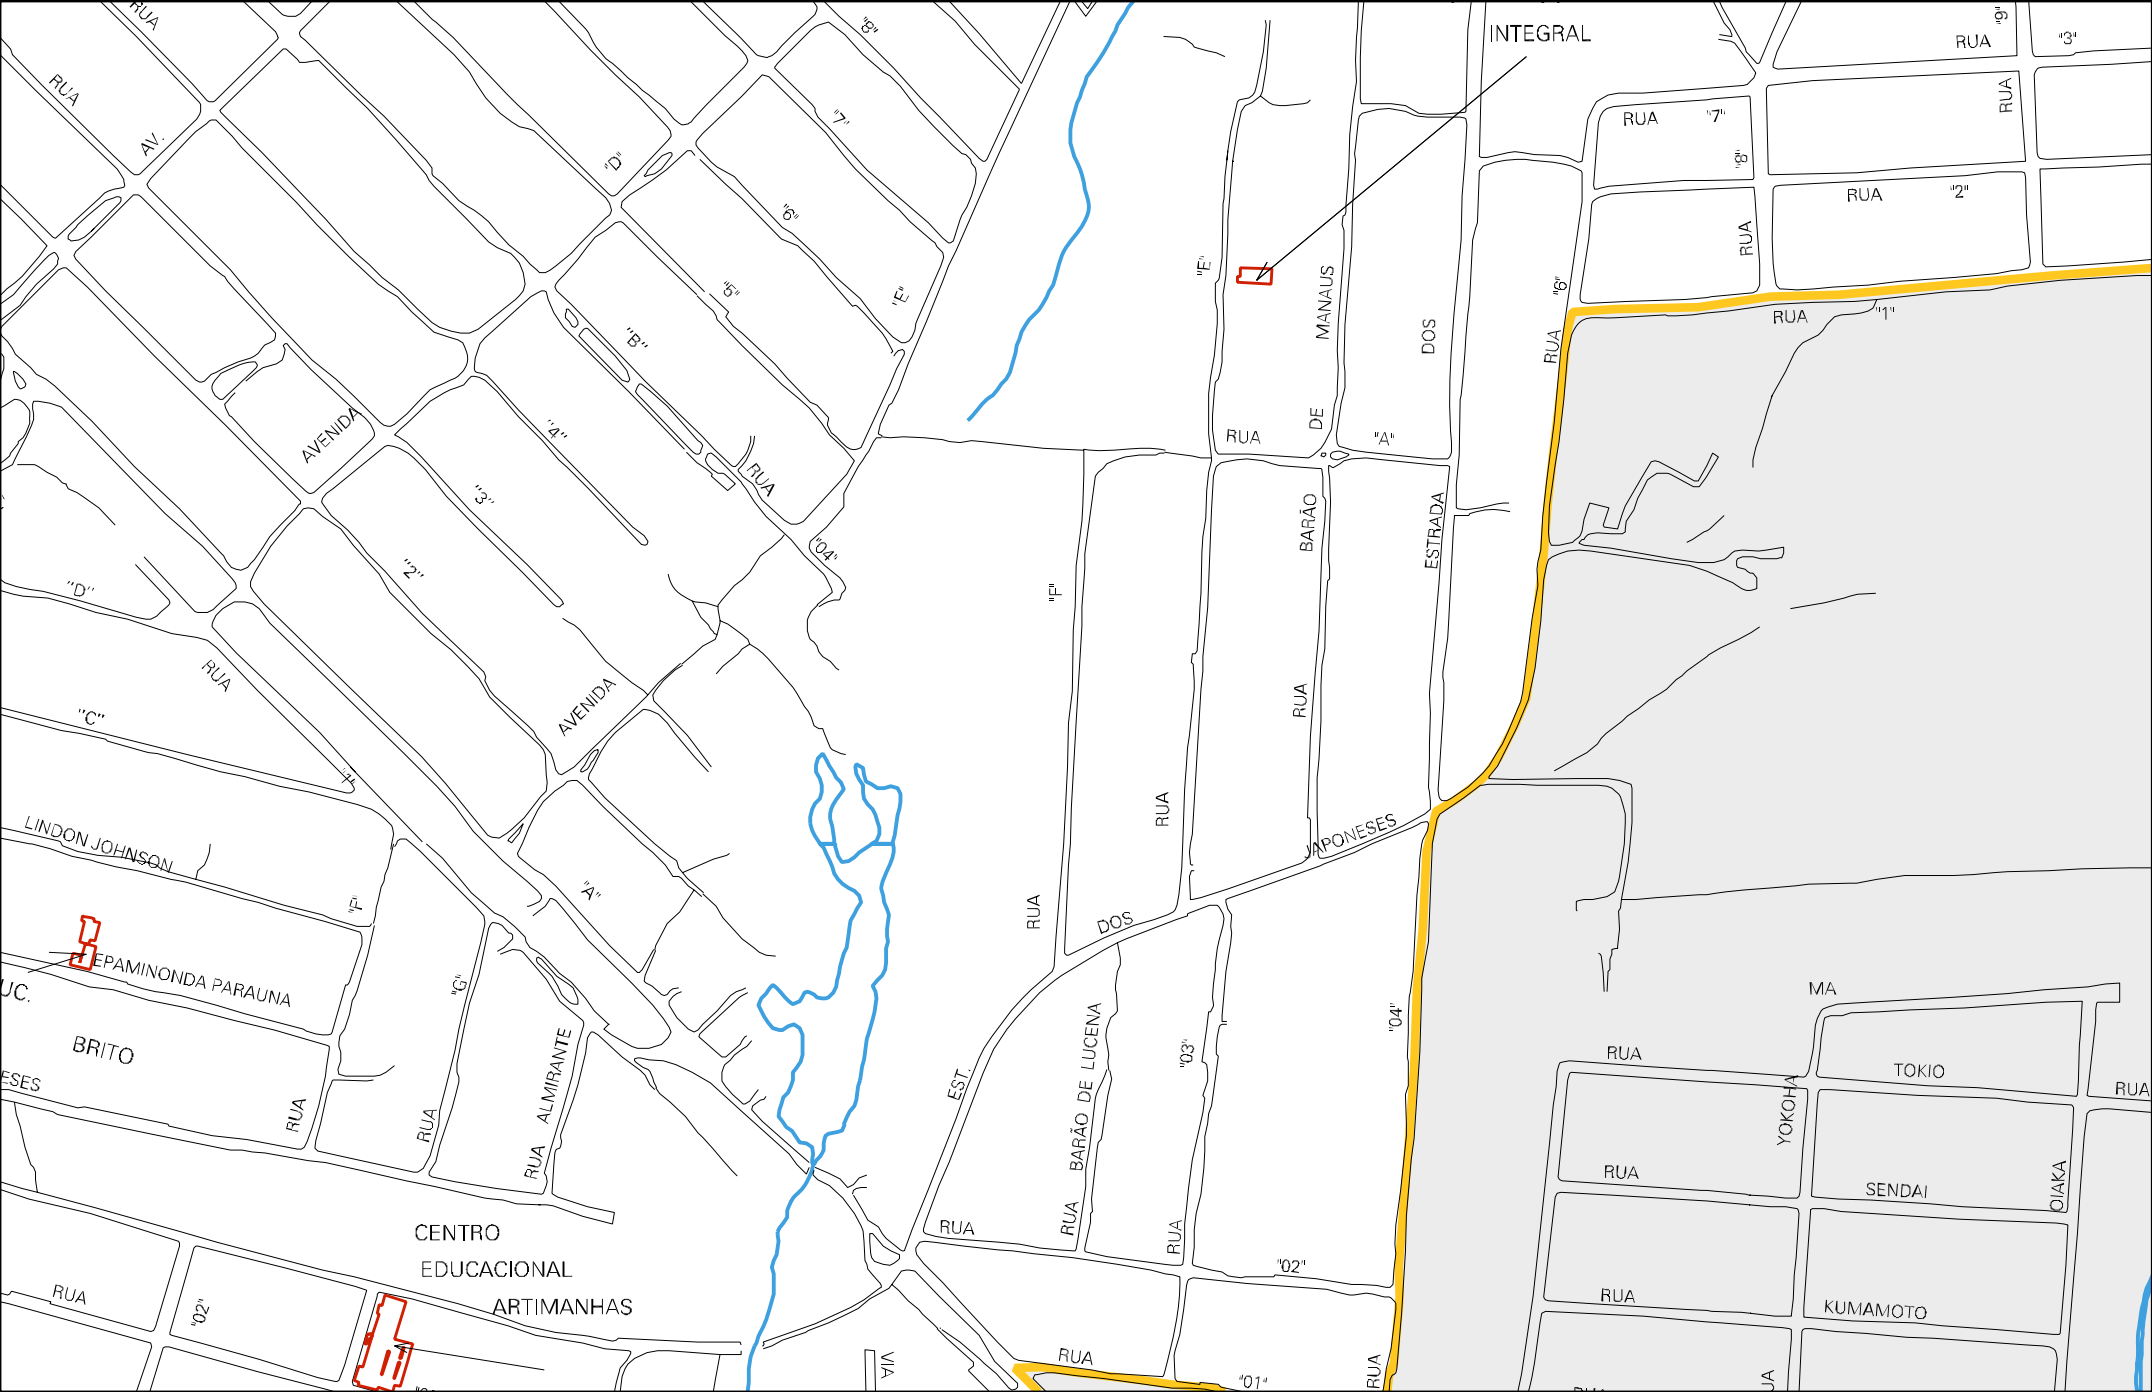 RUA
"8"
INTEGRAL
"9"
RUA "3"
RUA
AV.
"D"
"7"
RUA "7"
RUA
"8"
RUA "2"
"6"
RUA
"E"
"5"
"E"
"B"
MANAUS
DOS
"6"
RUA
RUA "1"
AVENIDA
"4"
DE
RUA
"A"
RUA
"3"
BARÃO
ESTRADA
"04"
"2"
"D"
"F"
RUA
AVENIDA
RUA
"C"
"1"
RUA
JAPONESES
LINDON JOHNSON
"A"
"F"
RUA
DOS
EPAMINONDA PARAUNA
UC.
"G"
MA
"04"
BRITO
ALMIRANTE
BARÃO DE LUCENA
"03"
RUA
TOKIO
ESES
EST.
YOKOHA
RUA
RUA
RUA
RUA
RUA
SENDAI
OIAKA
CENTRO
RUA
RUA
RUA
EDUCACIONAL
"02"
RUA
ARTIMANHAS
"02"
RUA
KUMAMOTO
RUA
VIA
RUA
"01"